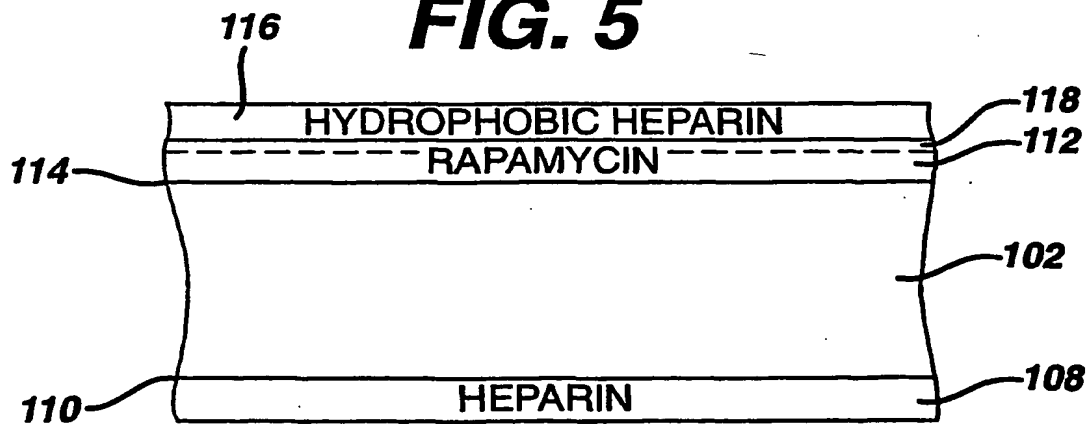 FIG. 5
116
HYDROPHOBIC HEPARIN
118
RAPAMYCIN
112
114
102
HEPARIN
108
110